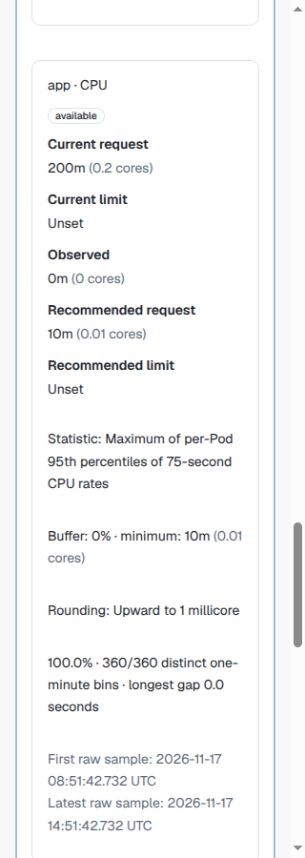 app · CPU
available
Current request
200m (0.2 cores)
Current limit
Unset
Observed
0m (0 cores)
Recommended request
10m (0.01 cores)
Recommended limit
Unset
Statistic: Maximum of per-Pod
95th percentiles of 75-second
CPU rates
Buffer: 0% · minimum: 10m (0.01
cores)
Rounding: Upward to 1 millicore
100.0% · 360/360 distinct one-
minute bins · longest gap 0.0
seconds
First raw sample: 2026-11-17
08:51:42.732 UTC
Latest raw sample: 2026-11-17
14:51:42.732 UTC